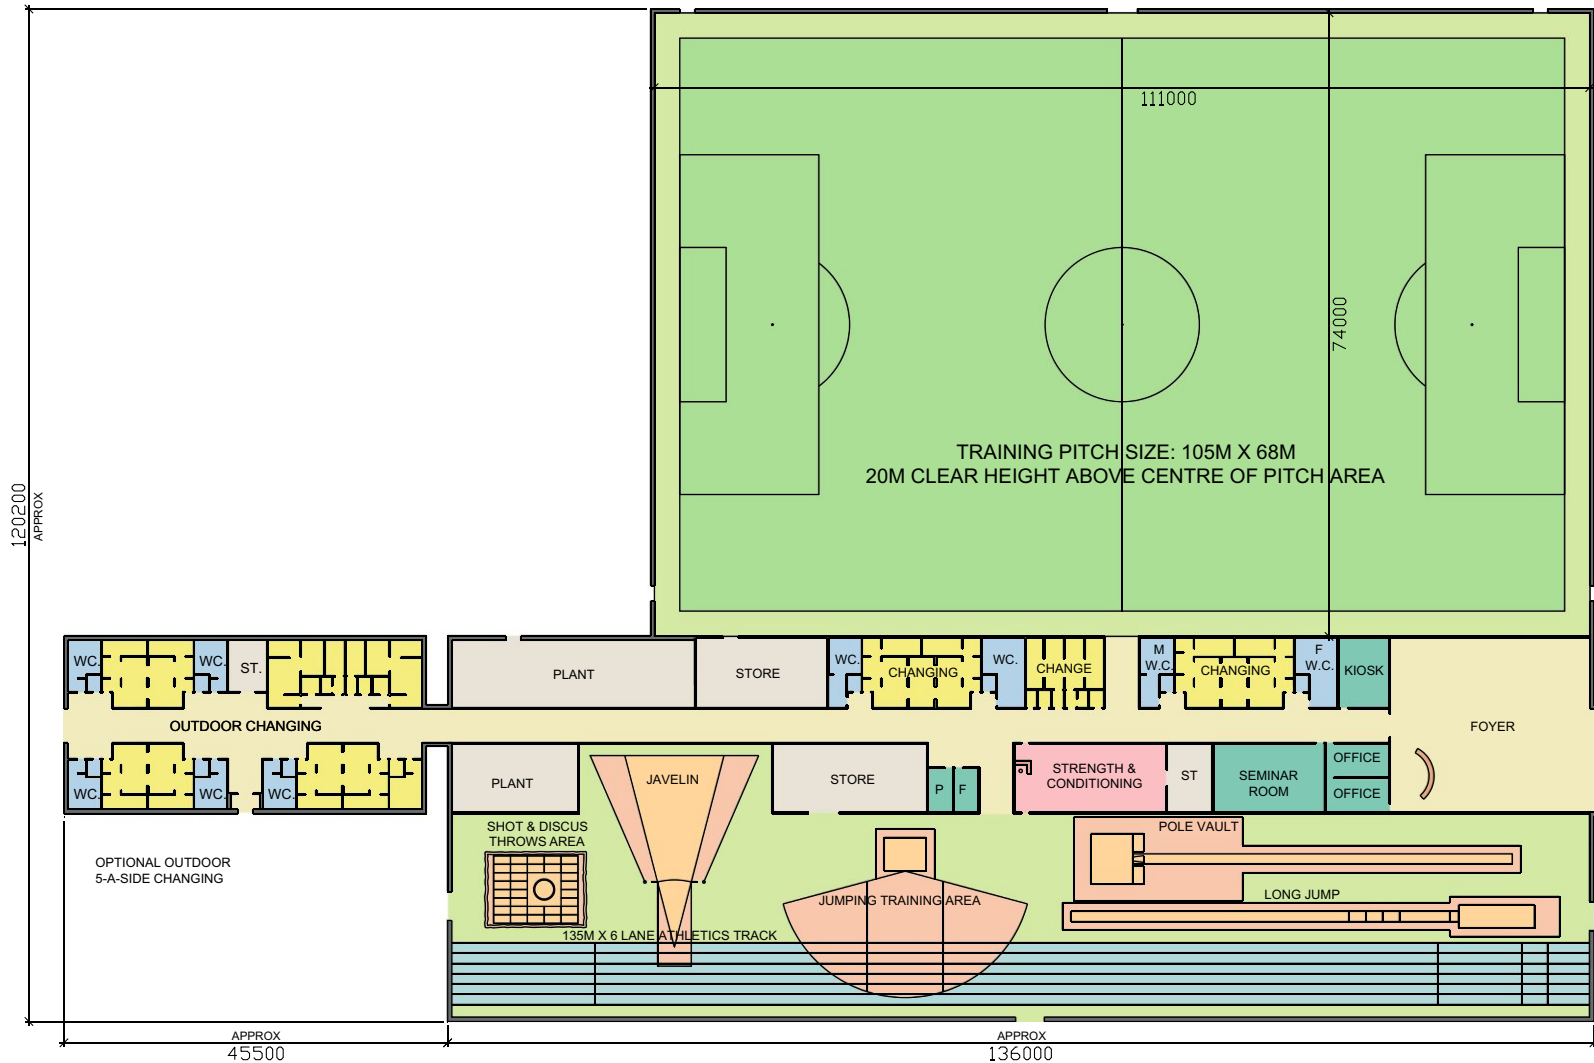 111000
74000
TRAINING PITCH SIZE: 105M X 68M
20M CLEAR HEIGHT ABOVE CENTRE OF PITCH AREA
120200
APPROX
WC.
WC.
ST.
PLANT
STORE
WC.
CHANGING
WC.
CHANGE
M
W.C.
CHANGING
F
W.C.
KIOSK
OUTDOOR CHANGING
FOYER
WC.
WC.
WC.
PLANT
JAVELIN
STORE
P
F
STRENGTH &
CONDITIONING
ST
SEMINAR
ROOM
OFFICE
OFFICE
OPTIONAL OUTDOOR
5-A-SIDE CHANGING
SHOT & DISCUS
THROWS AREA
POLE VAULT
JUMPING TRAINING AREA
LONG JUMP
135M X 6 LANE ATHLETICS TRACK
APPROX
45500
APPROX
136000